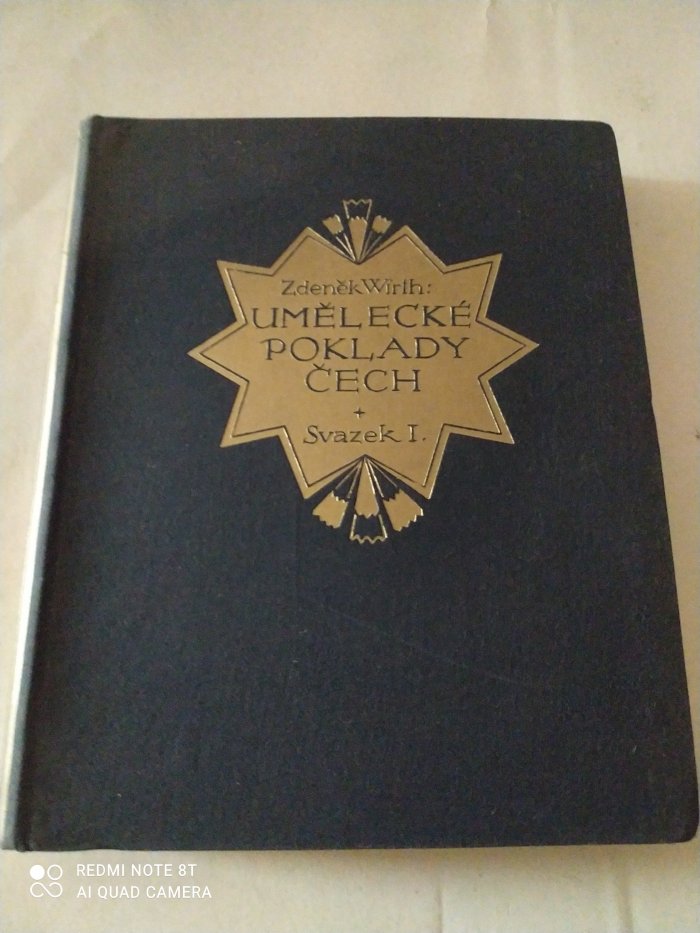 Zdeněk Wirth:
UMĚLECKÉ
POKLADY
ČECH
+
Svazek I.
REDMI NOTE 8T
AI QUAD CAMERA